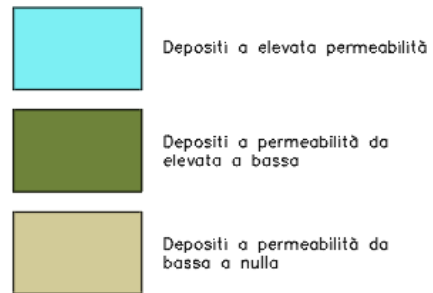 Depositi a elevata permeabilità
Depositi a permeabilità da
elevata a bassa
Depositi a permeabilità da
bassa a nulla